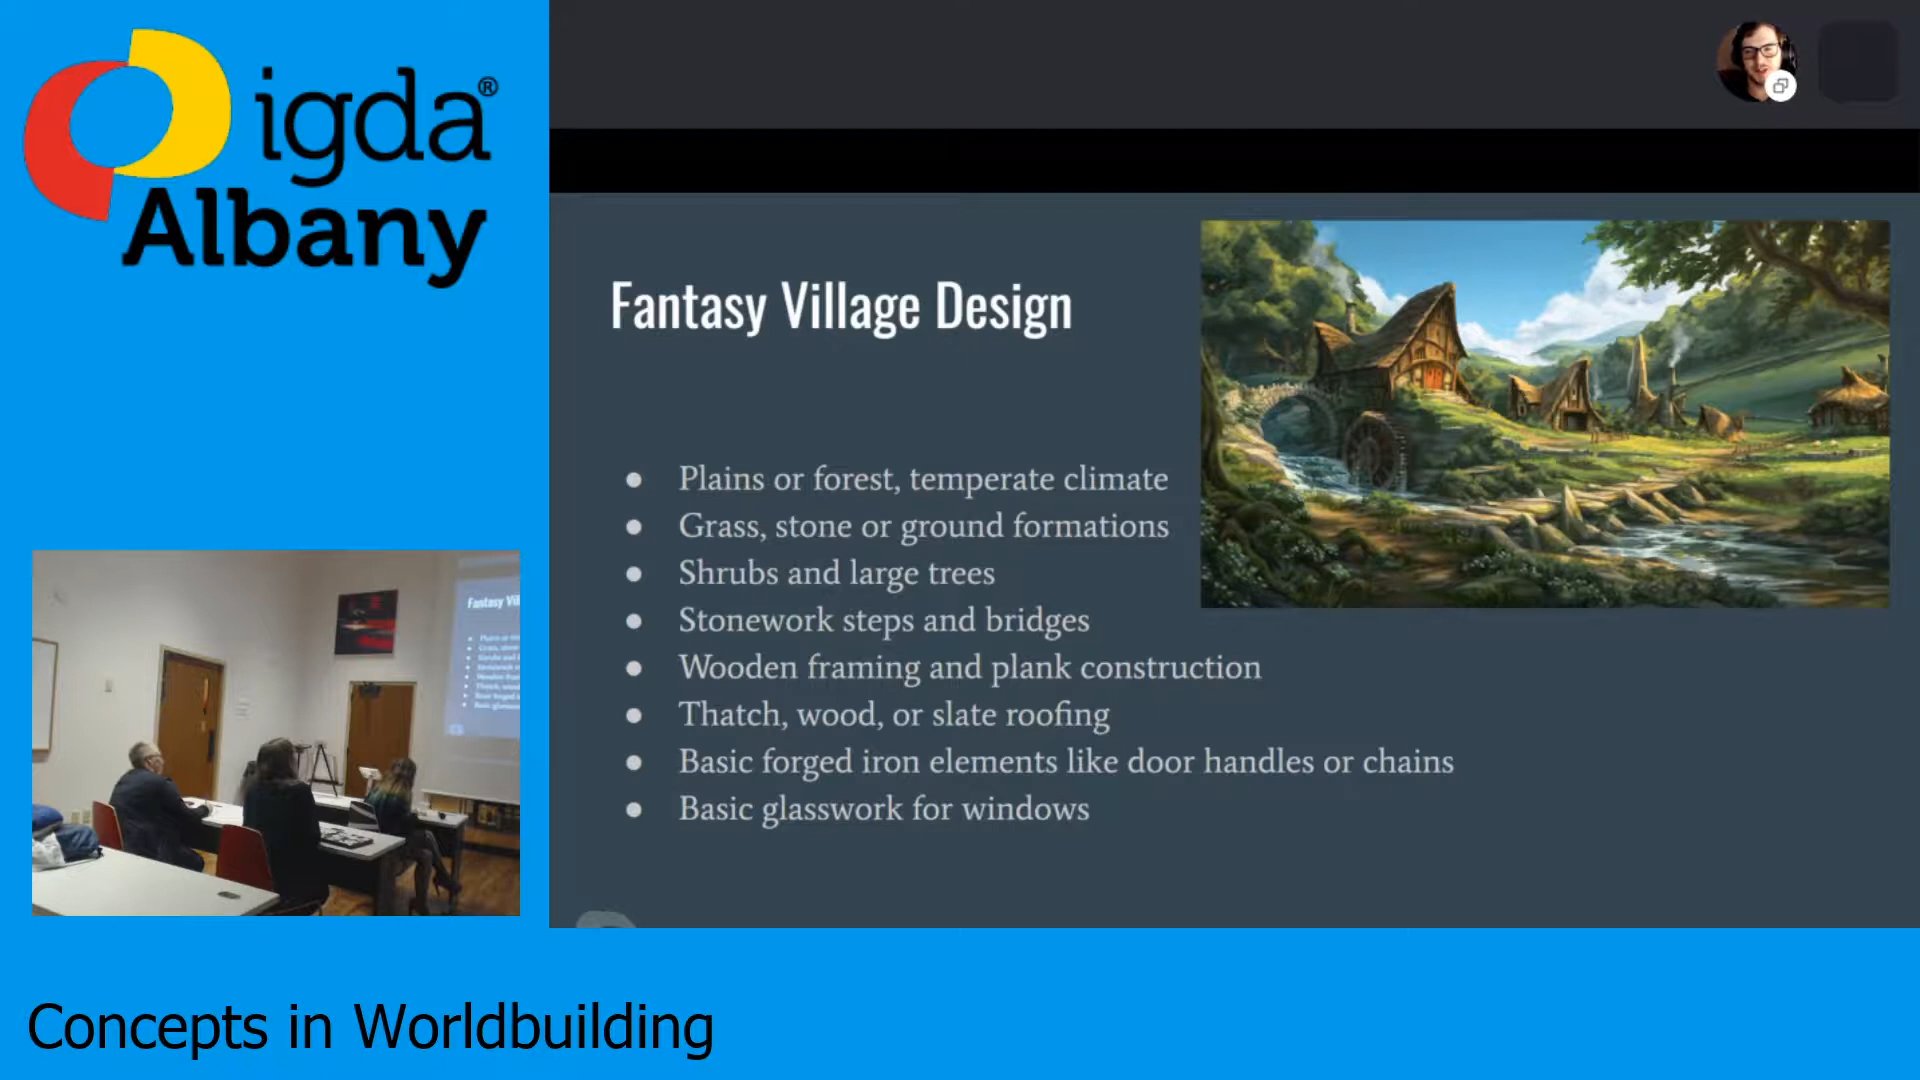 igda®
Albany
Fantasy Village Design
● Plains or forest, temperate climate
● Grass, stone or ground formations
● Shrubs and large trees
● Stonework steps and bridges
● Wooden framing and plank construction
● Thatch, wood, or slate roofing
● Basic forged iron elements like door handles or chains
● Basic glasswork for windows
Fantasy Vil
Concepts in Worldbuilding